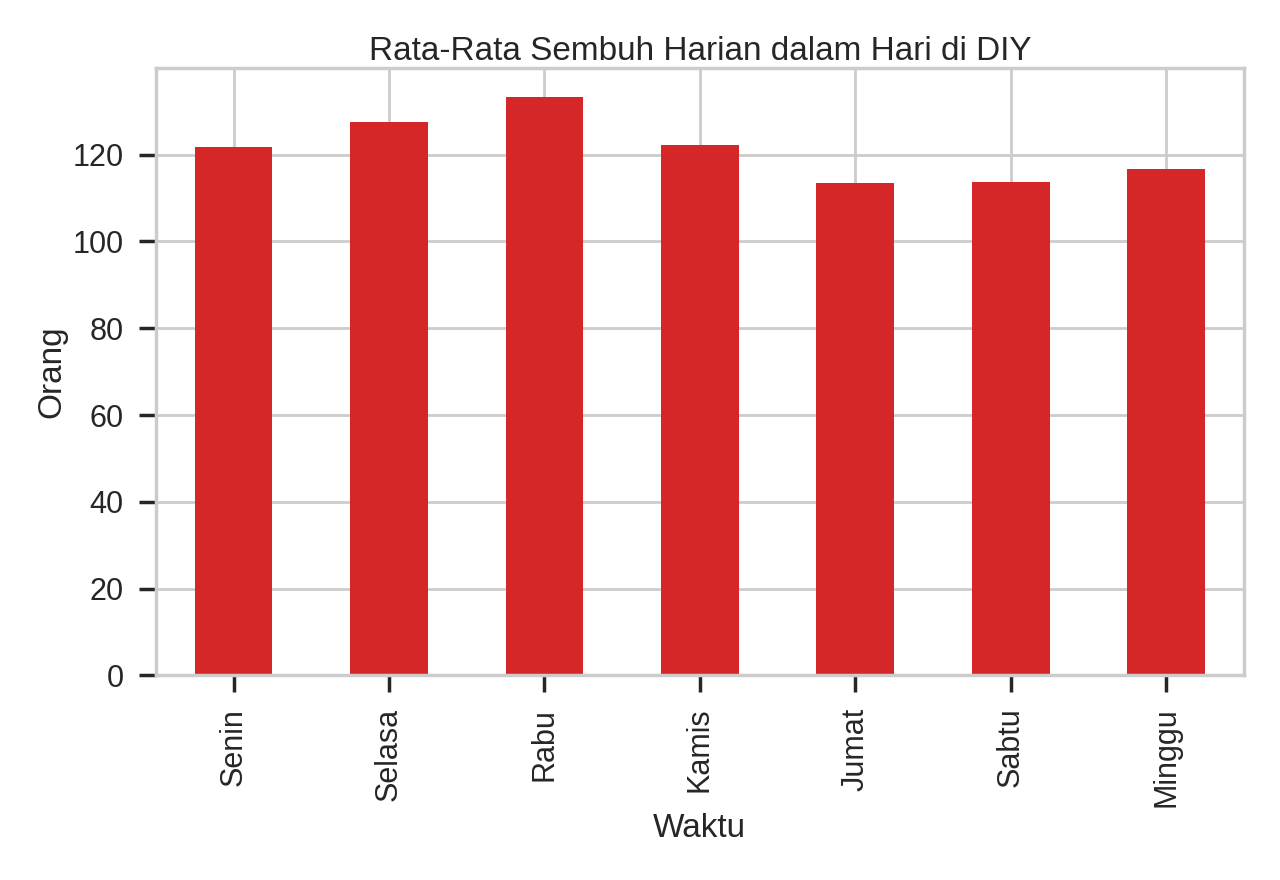 Rata-Rata Sembuh Harian dalam Hari di DIY
Orang
120
100
80
60
40
20
0
Senin
Selasa
Rabu
Kamis
Jumat
Sabtu
Minggu
Waktu